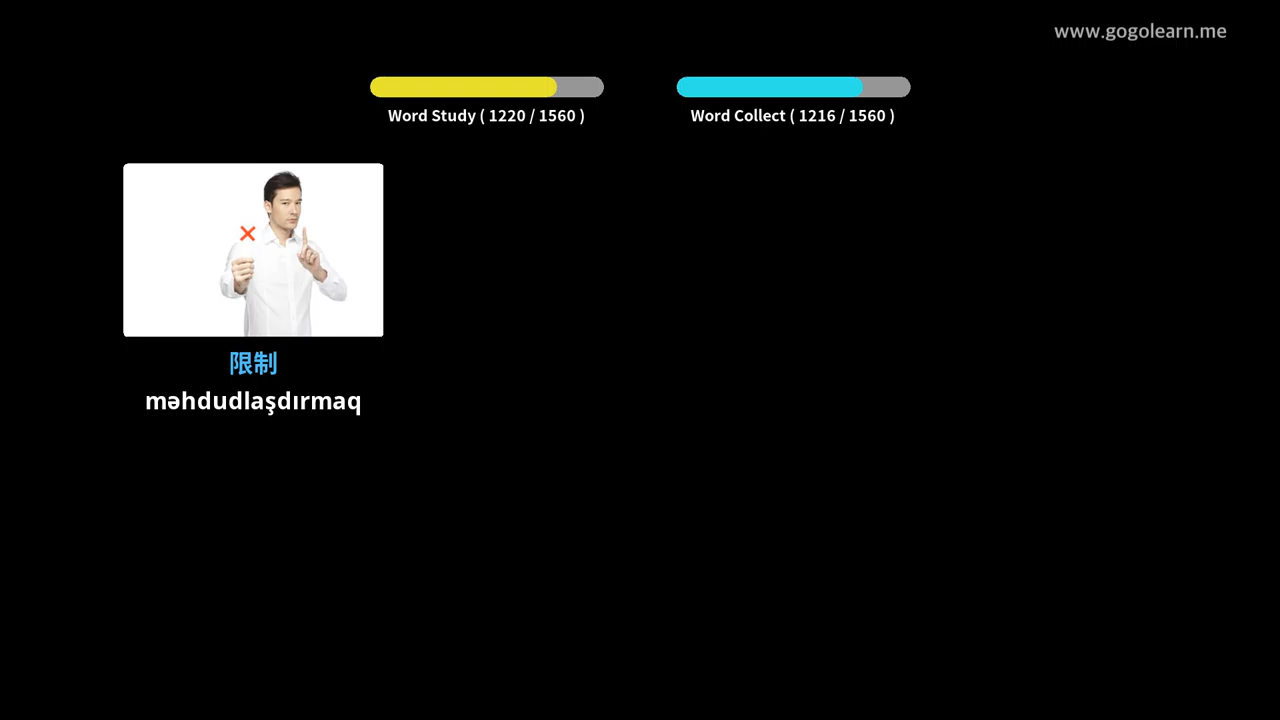 www.gogolearn.me
Word Study ( 1220 / 1560 )
Word Collect ( 1216 / 1560 )
限制
məhdudlaşdırmaq